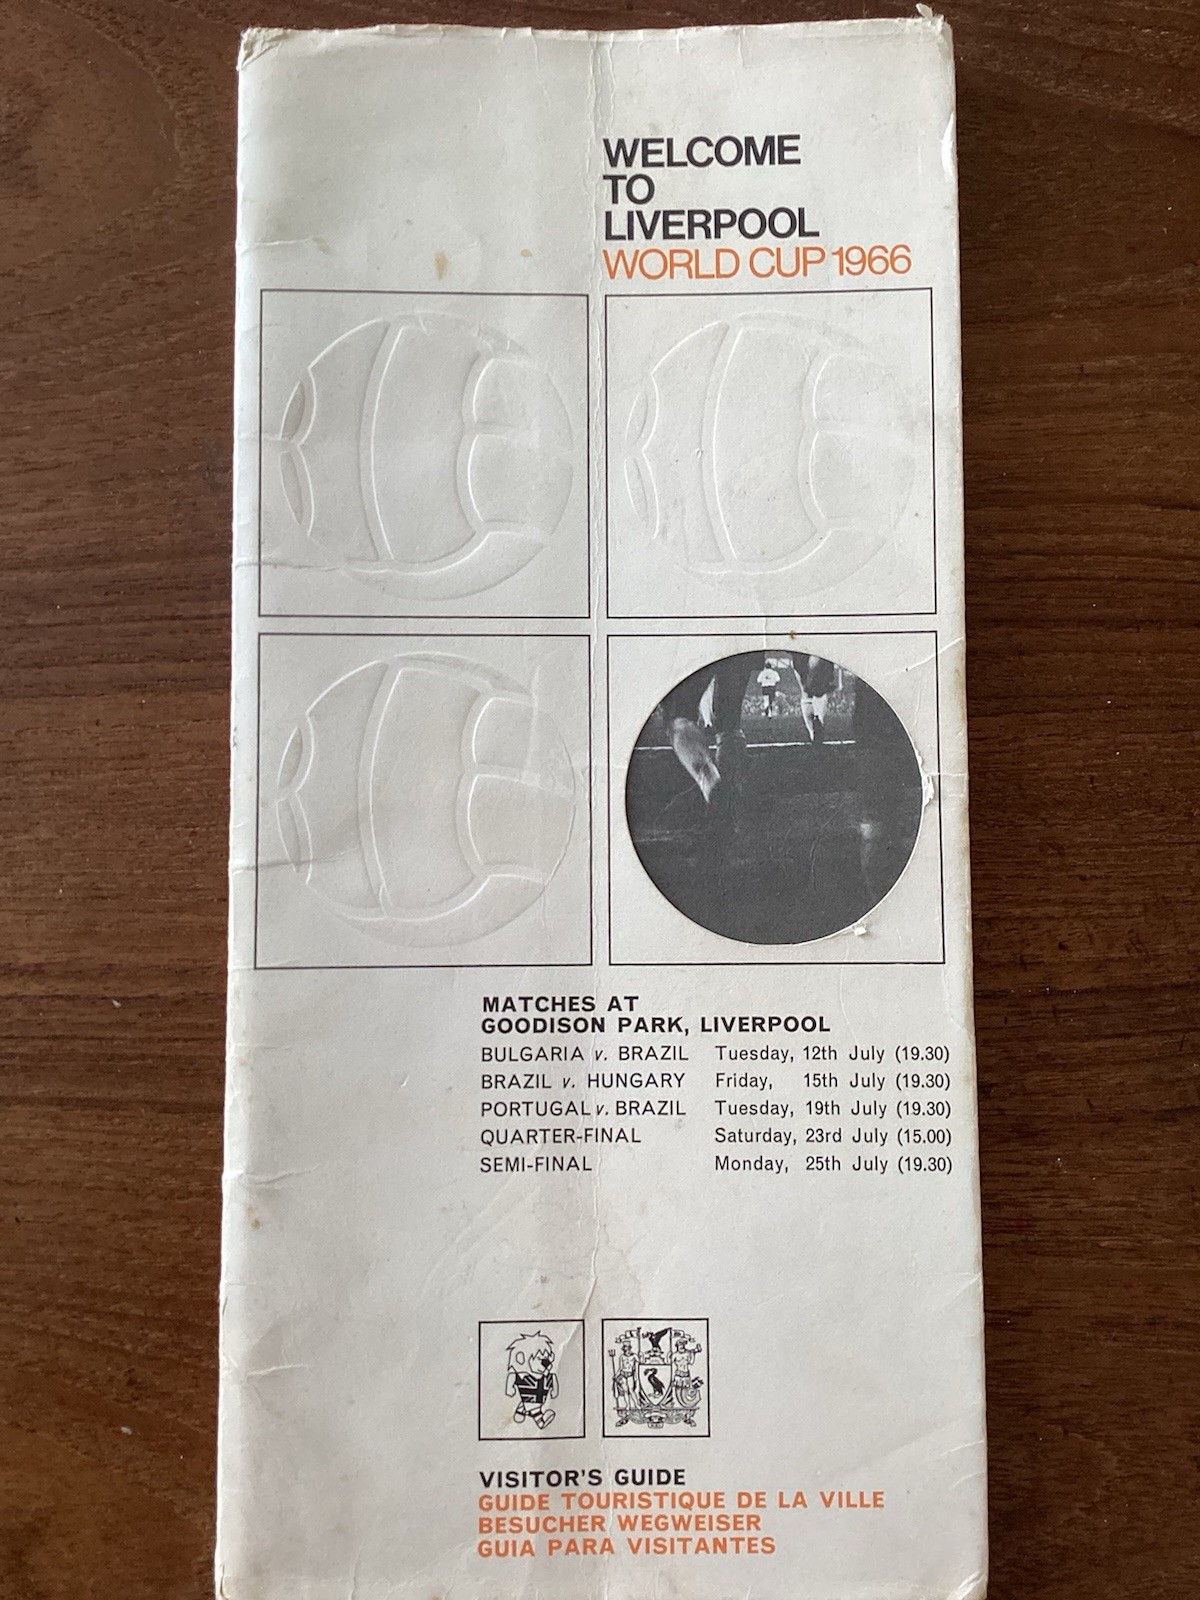 WELCOME
TO
LIVERPOOL
WORLD CUP 1966
MATCHES AT
GOODISON PARK, LIVERPOOL
BULGARIA v. BRAZIL Tuesday, 12th July (19.30)
BRAZIL v. HUNGARY Friday, 15th July (19.30)
PORTUGAL v. BRAZIL Tuesday, 19th July (19.30)
QUARTER-FINAL Saturday, 23rd July (15.00)
SEMI-FINAL Monday, 25th July (19.30)
VISITOR'S GUIDE
GUIDE TOURISTIQUE DE LA VILLE
BESUCHER WEGWEISER
GUIA PARA VISITANTES